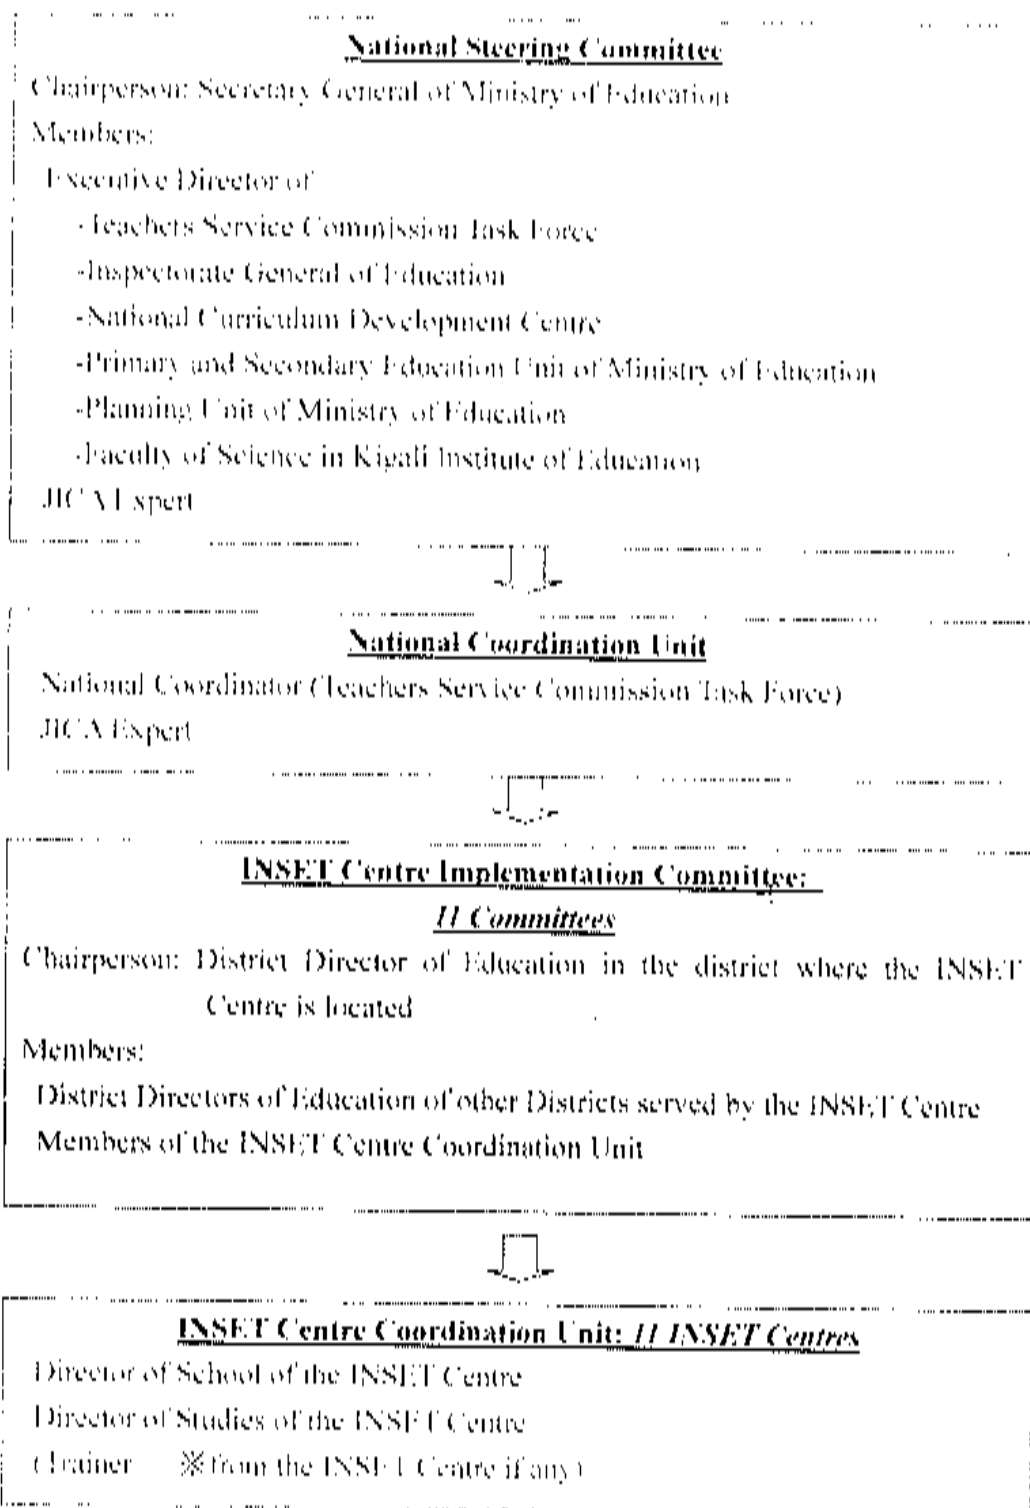 National Steering Committee
Chairperson: Secretary General of Ministry of Education
Members:
Executive Director of
-Teachers Service Commission Task Force
-Inspectorate General of Education
-National Curriculum Development Centre
-Primary and Secondary Education Unit of Ministry of Education
-Planning Unit of Ministry of Education
-Faculty of Science in Kigali Institute of Education
JICA Expert
National Coordination Unit
National Coordinator (Teachers Service Commission Task Force)
JICA Expert
INSET Centre Implementation Committee:
11 Committees
Chairperson: District Director of Education in the district where the INSET
Centre is located
Members:
District Directors of Education of other Districts served by the INSET Centre
Members of the INSET Centre Coordination Unit
INSET Centre Coordination Unit: 11 INSET Centres
Director of School of the INSET Centre
Director of Studies of the INSET Centre
(Trainer ※from the INSET Centre if any)